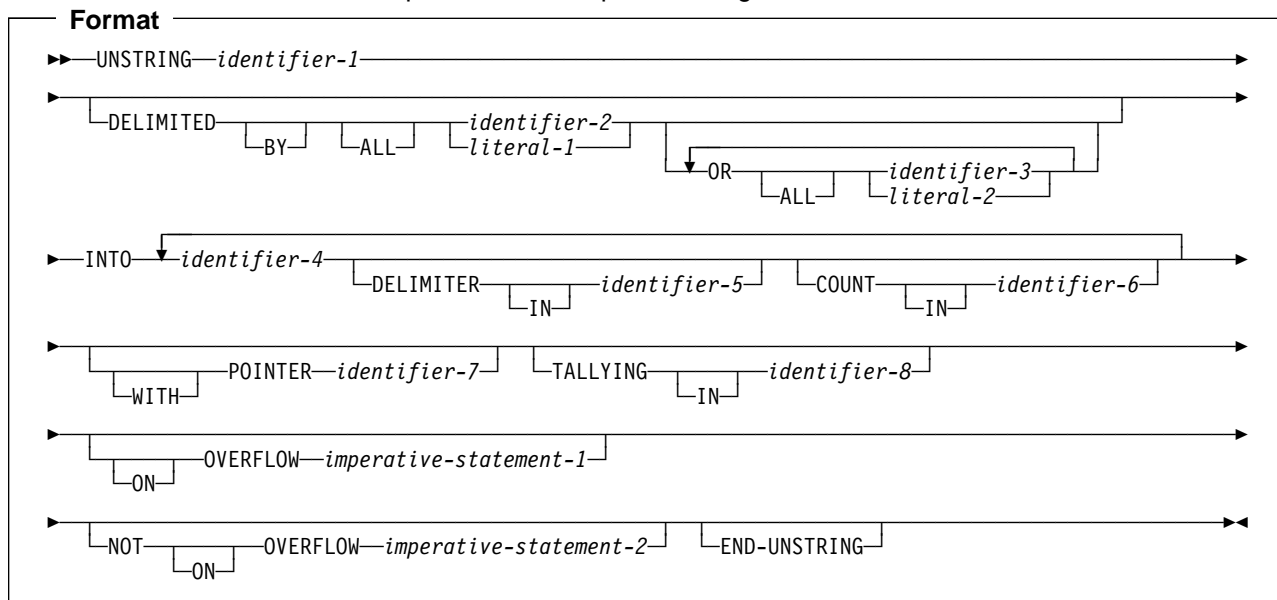 Format
UNSTRING identifier-1
DELIMITED BY ALL identifier-2
literal-1
OR ALL identifier-3
literal-2
INTO identifier-4 DELIMITER IN identifier-5 COUNT IN identifier-6
WITH POINTER identifier-7 TALLYING IN identifier-8
ON OVERFLOW imperative-statement-1
NOT ON OVERFLOW imperative-statement-2 END-UNSTRING